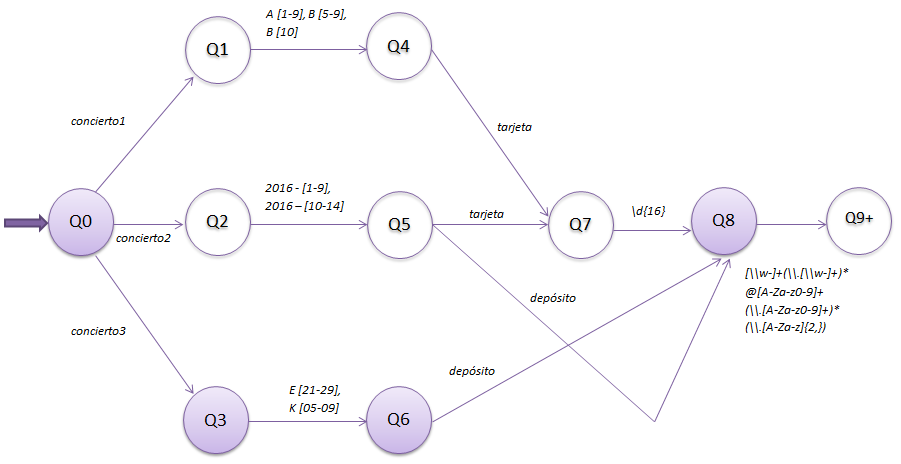 A [1-9], B [5-9],
B [10]
Q1
Q4
concierto1
tarjeta
2016 - [1-9],
2016 – [10-14]
Q0
Q2
concierto2
Q5
tarjeta
Q7
\d{16}
Q8
Q9+
[\\w-]+(\\.[\\w-]+)*
@[A-Za-z0-9]+
(\\.[A-Za-z0-9]+)*
(\\.[A-Za-z]{2,})
depósito
concierto3
depósito
E [21-29],
K [05-09]
Q3
Q6